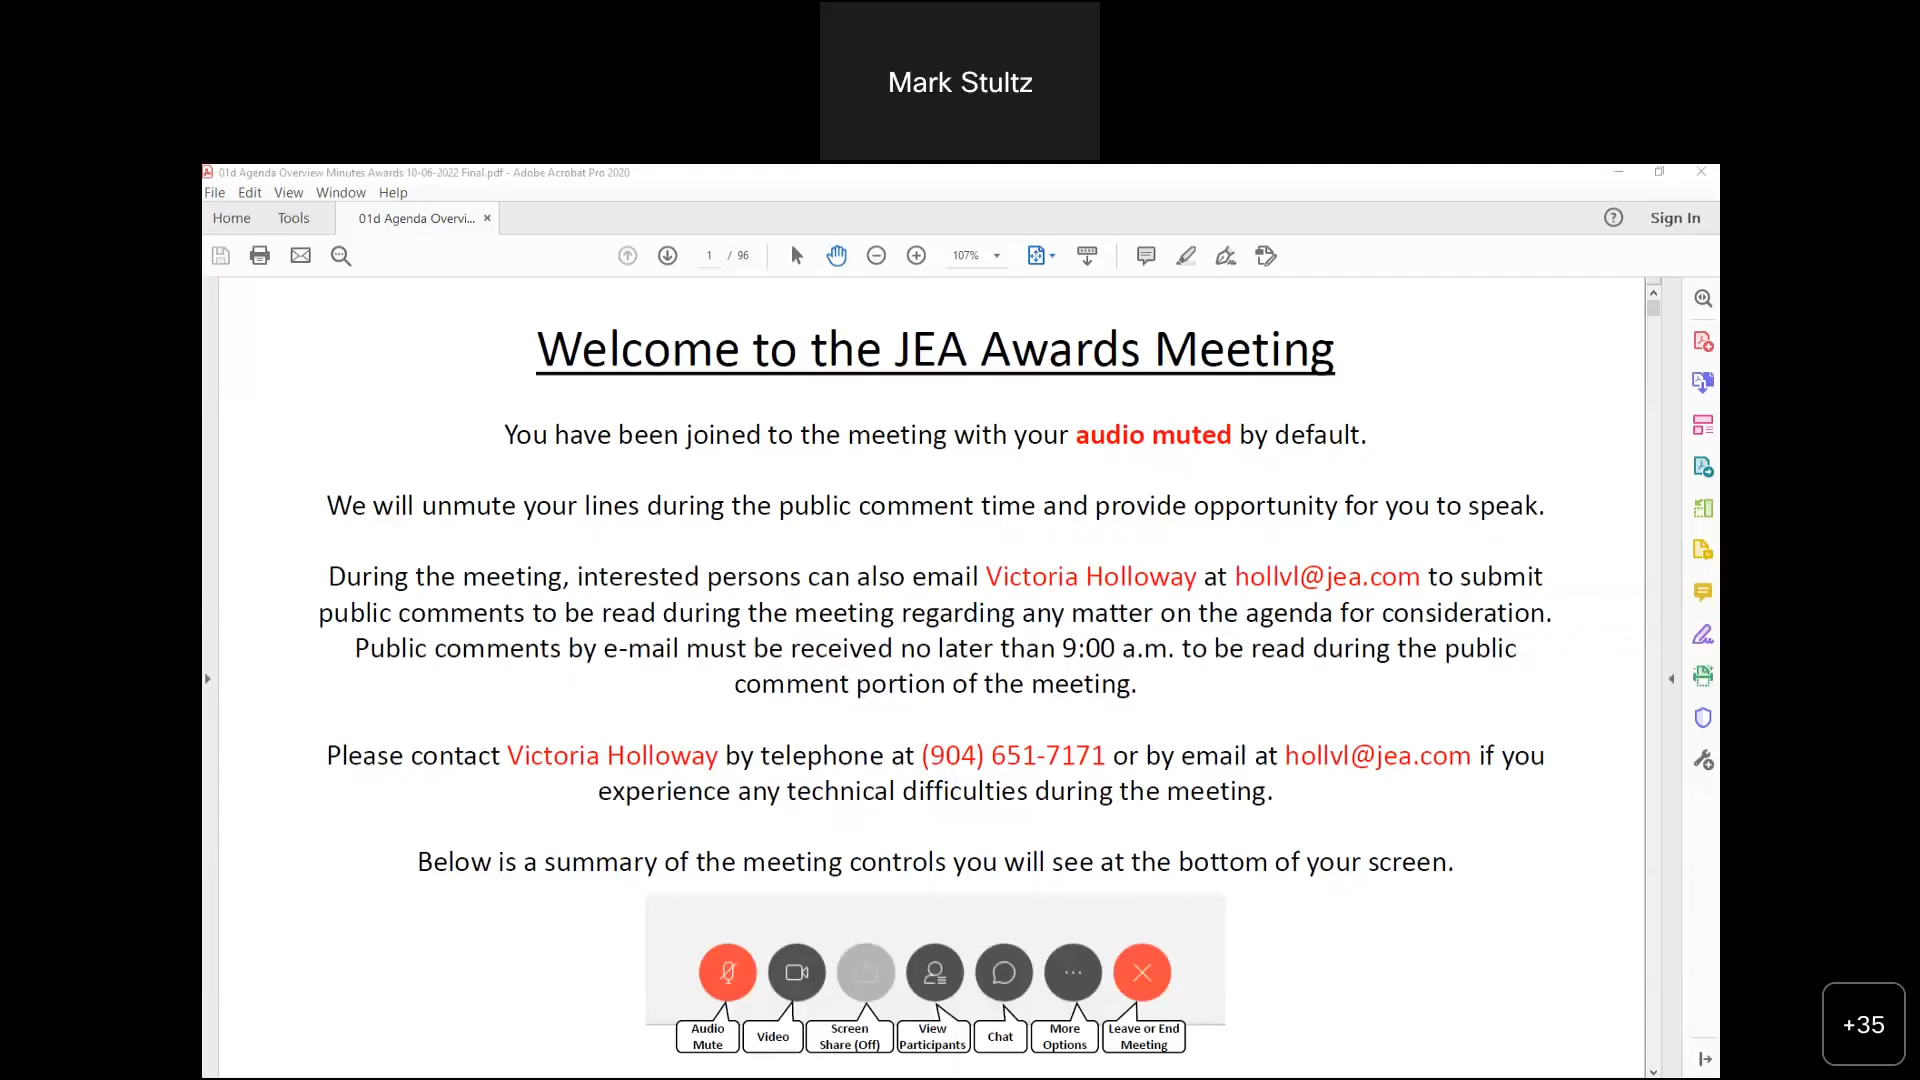 Mark Stultz
01d Agenda Overview Minutes Awards 10-06-2022 Final.pdf - Adobe Acrobat Pro 2020
File Edit View Window Help
Home Tools 01d Agenda Overvi... × Sign In
1 / 96 107%
Welcome to the JEA Awards Meeting
You have been joined to the meeting with your audio muted by default.
We will unmute your lines during the public comment time and provide opportunity for you to speak.
During the meeting, interested persons can also email Victoria Holloway at hollvl@jea.com to submit
public comments to be read during the meeting regarding any matter on the agenda for consideration.
Public comments by e-mail must be received no later than 9:00 a.m. to be read during the public
comment portion of the meeting.
Please contact Victoria Holloway by telephone at (904) 651-7171 or by email at hollvl@jea.com if you
experience any technical difficulties during the meeting.
Below is a summary of the meeting controls you will see at the bottom of your screen.
Audio
Mute
Video
Screen
Share (Off)
View
Participants
Chat
More
Options
Leave or End
Meeting
+35